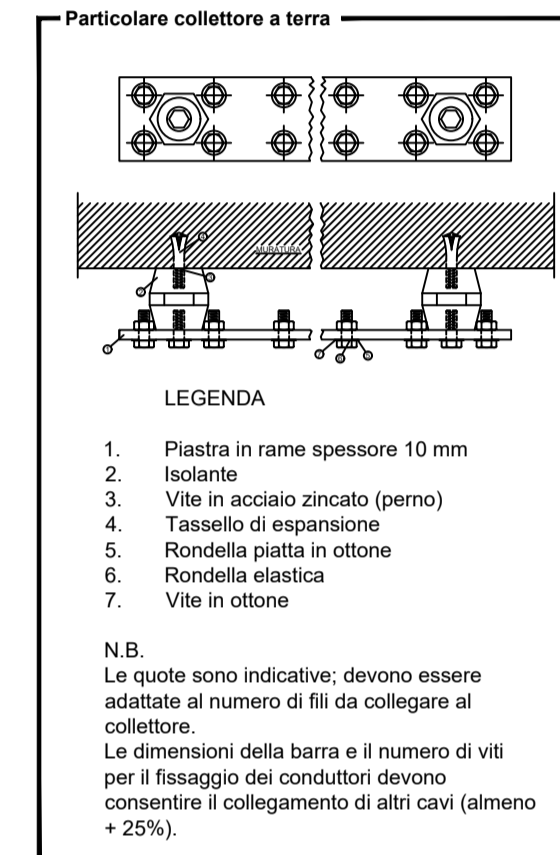 Particolare collettore a terra
MURATURA
LEGENDA
1. Piastra in rame spessore 10 mm
2. Isolante
3. Vite in acciaio zincato (perno)
4. Tassello di espansione
5. Rondella piatta in ottone
6. Rondella elastica
7. Vite in ottone
N.B.
Le quote sono indicative; devono essere
adattate al numero di fili da collegare al
collettore.
Le dimensioni della barra e il numero di viti
per il fissaggio dei conduttori devono
consentire il collegamento di altri cavi (almeno
+ 25%).